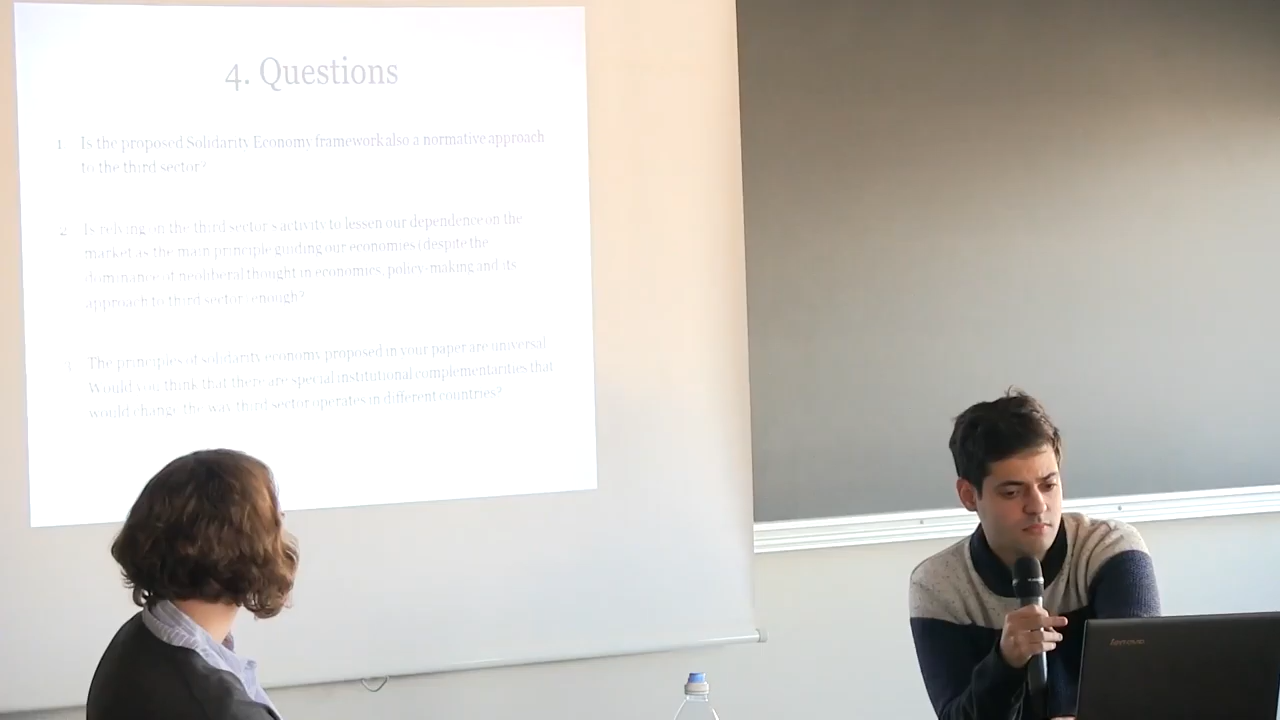 4. Questions
1 Is the proposed Solidarity Economy framework also a normative approach
to the third sector?
2 Is relying on the third sector's activity to lessen our dependence on the
market as the main principle guiding our economies (despite the
dominance of neoliberal thought in economics, policy-making and its
approach to third sector) enough?
3 The principles of solidarity economy proposed in your paper are universal.
Would you think that there are special institutional complementarities that
would change the way third sector operates in different countries?
lenovo